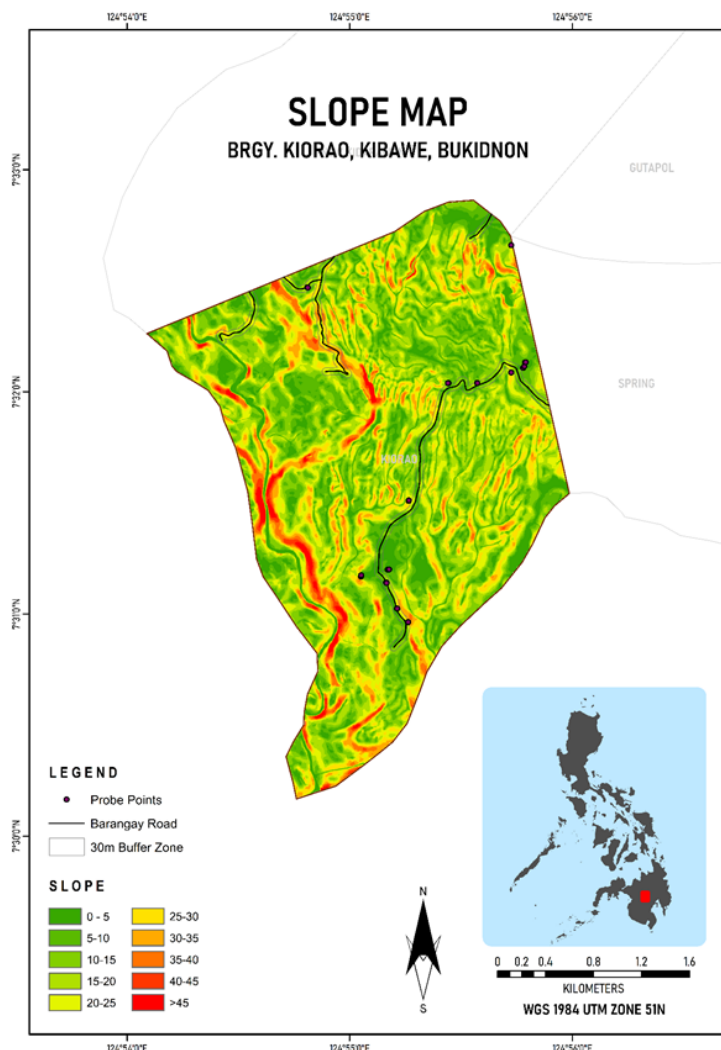 124°54'0"E 124°55'0"E 124°56'0"E
SLOPE MAP
BRGY. KIORAO, KIBAWE, BUKIDNON
GUTAPOL
7°33'0"N
7°32'0"N
SPRING
KIORAO
7°31'0"N
7°30'0"N
LEGEND
Probe Points
Barangay Road
30m Buffer Zone
SLOPE
0 - 5 25-30
5-10 30-35
10-15 35-40
15-20 40-45
20-25 >45
N
S
0 0.2 0.4 0.8 1.2 1.6
KILOMETERS
WGS 1984 UTM ZONE 51N
124°54'0"E 124°55'0"E 124°56'0"E